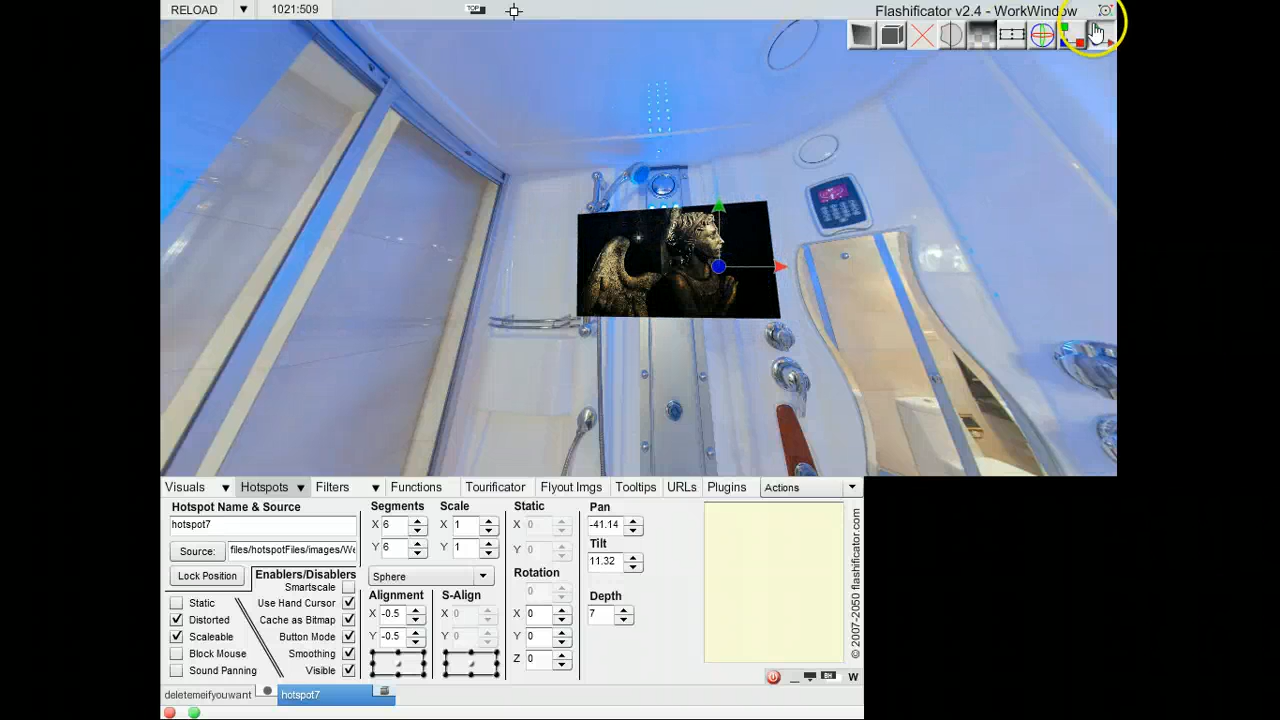 RELOAD 1021:509 TOP Flashificator v2.4 - WorkWindow
Visuals Hotspots Filters Functions Tourificator Flyout Imgs Tooltips URLs Plugins Actions
Hotspot Name & Source Segments Scale Static Pan
hotspot7 X 6 X 1 X 0 -41.14
Tilt
Source: files/hotspotFiles/images/We Y 6 Y 1 Y 0 11.32
Lock Position Enablers/Disablers Sphere Rotation
Smartscale 0
Static Use Hand Cursor Alignment S-Align Depth
Distorted Cache as Bitmap X -0.5 X 0 X 0 7
Scaleable Button Mode Y -0.5 Y 0 Y 0
Block Mouse Smoothing Z 0
Sound Panning Visible
© 2007-2050 flashificator.com
BH W
deletemeifyouwant hotspot7